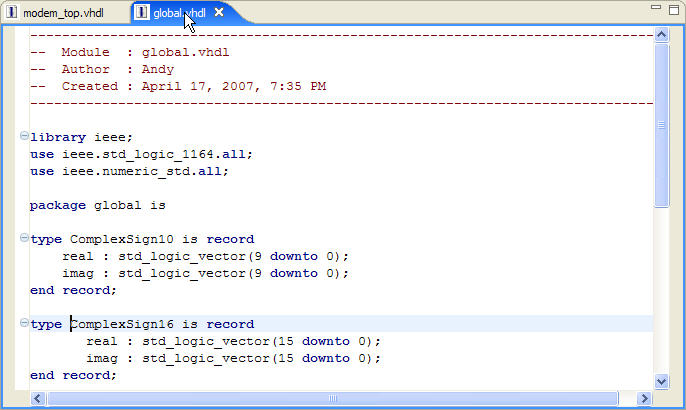 modem_top.vhdl global.vhdl
--------------------------------------------------------------------------------
-- Module : global.vhdl
-- Author : Andy
-- Created : April 17, 2007, 7:35 PM
--------------------------------------------------------------------------------
library ieee;
use ieee.std_logic_1164.all;
use ieee.numeric_std.all;
package global is
type ComplexSign10 is record
real : std_logic_vector(9 downto 0);
imag : std_logic_vector(9 downto 0);
end record;
type ComplexSign16 is record
real : std_logic_vector(15 downto 0);
imag : std_logic_vector(15 downto 0);
end record;